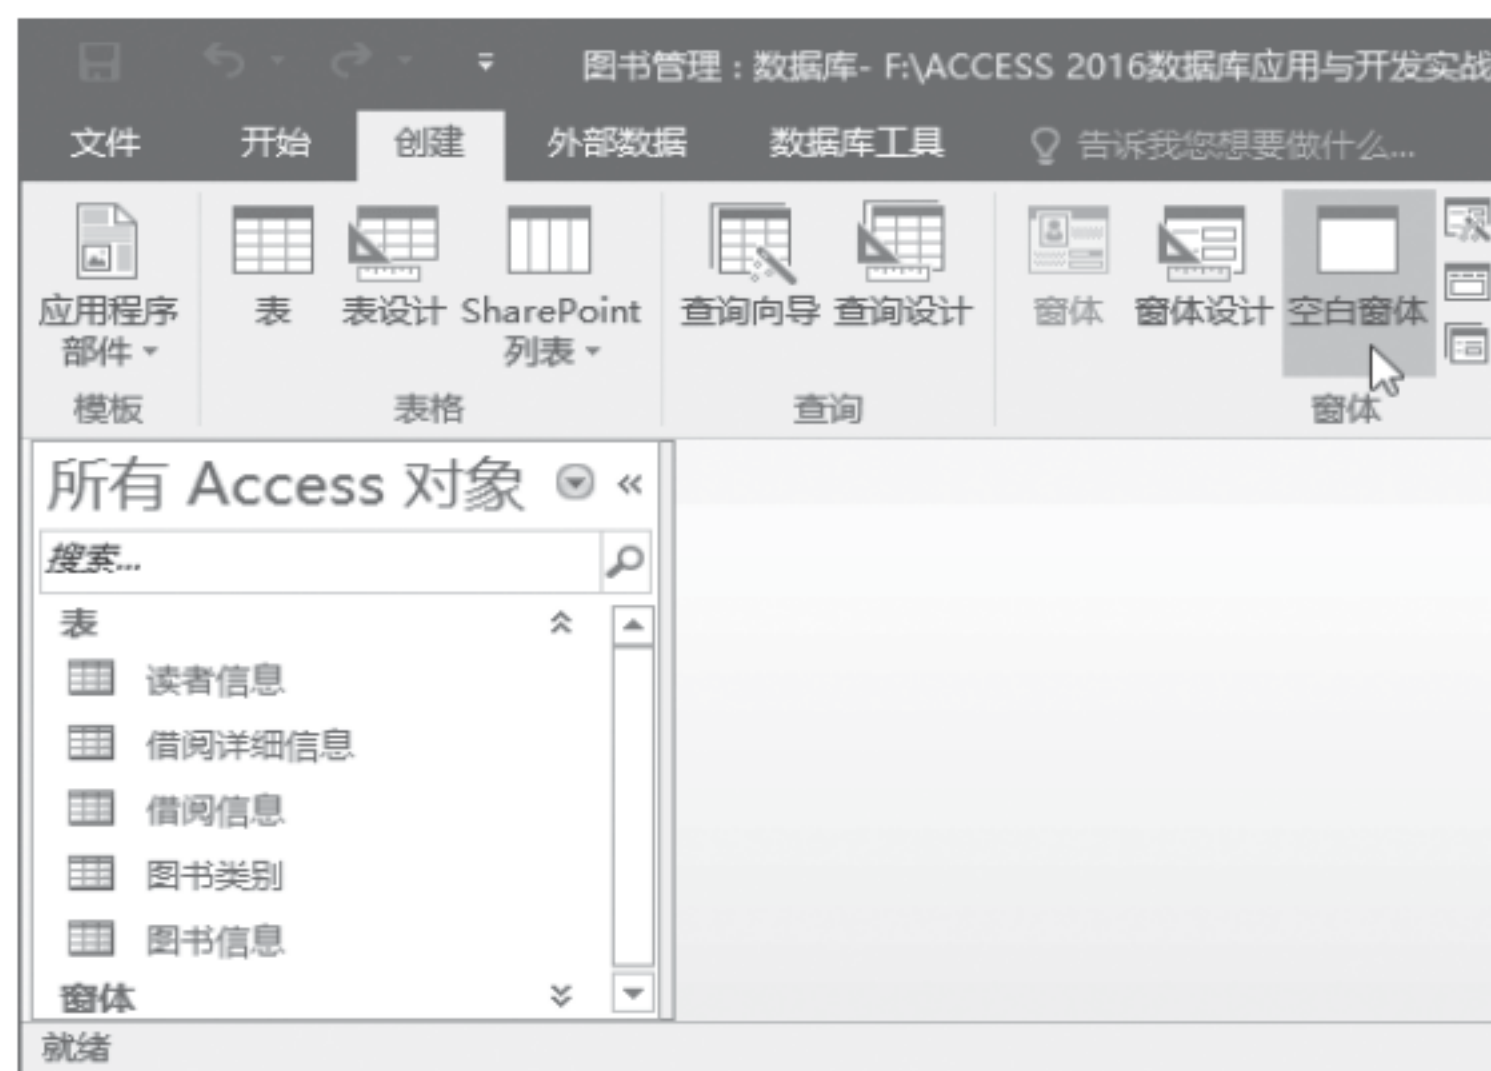 图书管理：数据库- F:\ACCESS 2016数据库应用与开发实战
文件 开始 创建 外部数据 数据库工具 告诉我您想要做什么...
应用程序 表 表设计 SharePoint 查询向导 查询设计 窗体 窗体设计 空白窗体
部件 列表
模板 表格 查询 窗体
所有 Access 对象
搜索...
表
读者信息
借阅详细信息
借阅信息
图书类别
图书信息
窗体
就绪